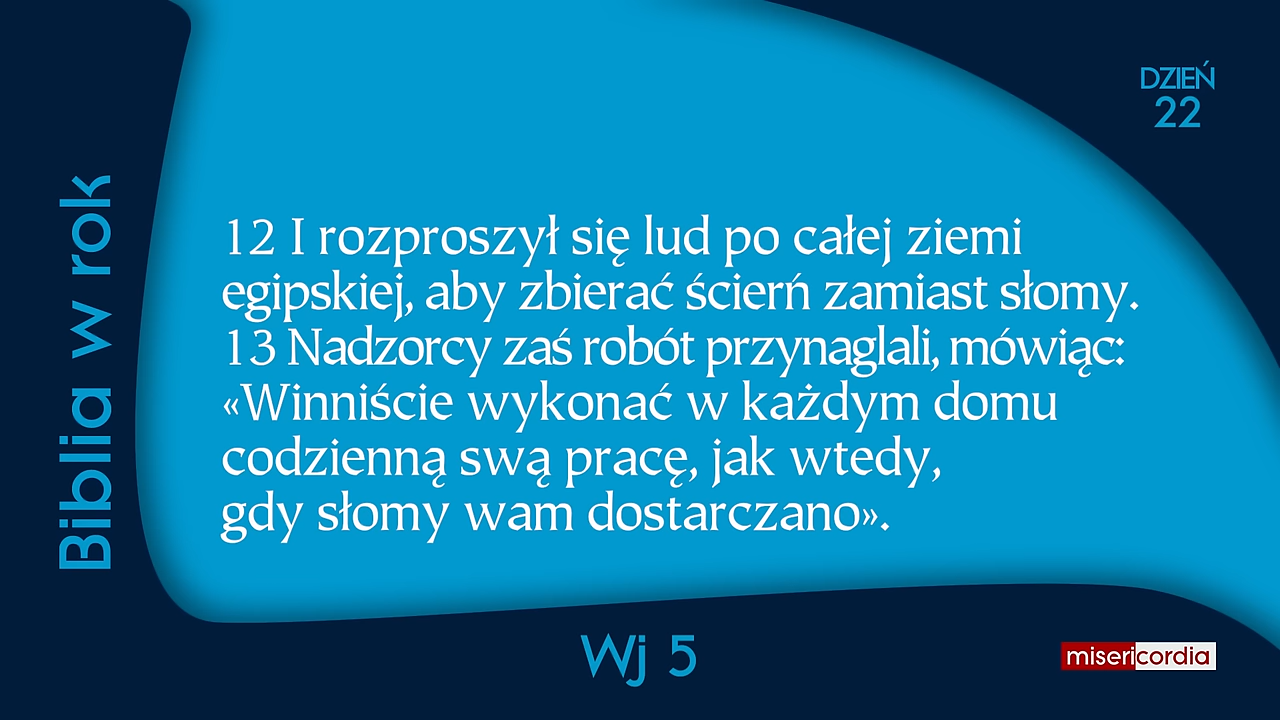 Biblia w rok
DZIEŃ
22
12 I rozproszył się lud po całej ziemi
egipskiej, aby zbierać ścierń zamiast słomy.
13 Nadzorcy zaś robót przynaglali, mówiąc:
«Winniście wykonać w każdym domu
codzienną swą pracę, jak wtedy,
gdy słomy wam dostarczano».
Wj 5
misericordia